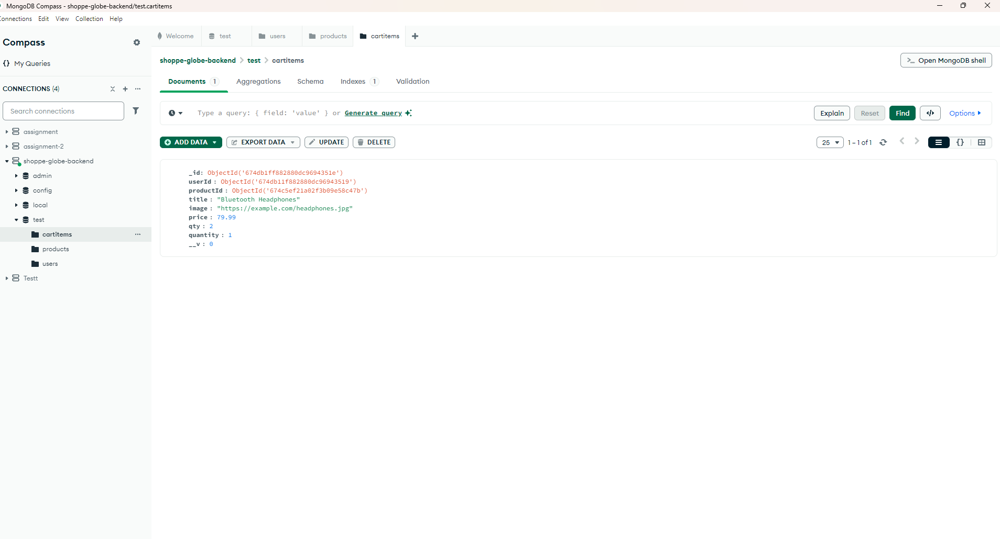 MongoDB Compass - shoppe-globe-backend/test.cartitems
onnections Edit View Collection Help
Compass
{} My Queries
CONNECTIONS (4)
Search connections
assignment
assignment-2
shoppe-globe-backend
admin
config
local
test
cartitems
products
users
Testt
Welcome test users products cartitems
shoppe-globe-backend > test > cartitems
>_ Open MongoDB shell
Documents 1 Aggregations Schema Indexes 1 Validation
Type a query: { field: 'value' } or Generate query
Explain Reset Find </> Options
ADD DATA EXPORT DATA UPDATE DELETE
25 1 – 1 of 1 {}
_id: ObjectId('674db1ff882880dc9694351e')
userId : ObjectId('674db11f882880dc96943519')
productId : ObjectId('674c5ef21a02f3b09e58c47b')
title : "Bluetooth Headphones"
image : "https://example.com/headphones.jpg"
price : 79.99
qty : 2
quantity : 1
__v : 0